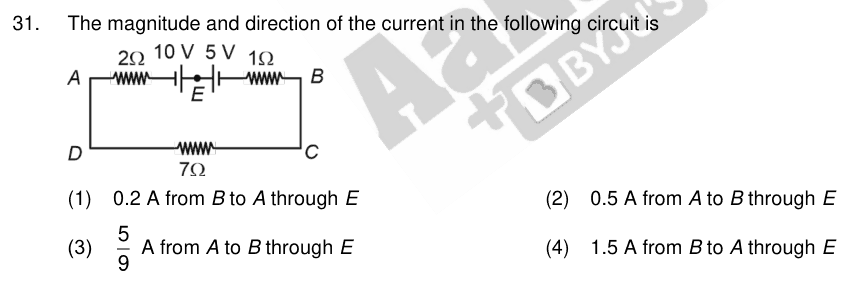 31. The magnitude and direction of the current in the following circuit is
2Ω 10 V 5 V 1Ω
A B
E
D C
7Ω
(1) 0.2 A from B to A through E
(2) 0.5 A from A to B through E
(3) 5/9 A from A to B through E
(4) 1.5 A from B to A through E
Aak
BYJU'S